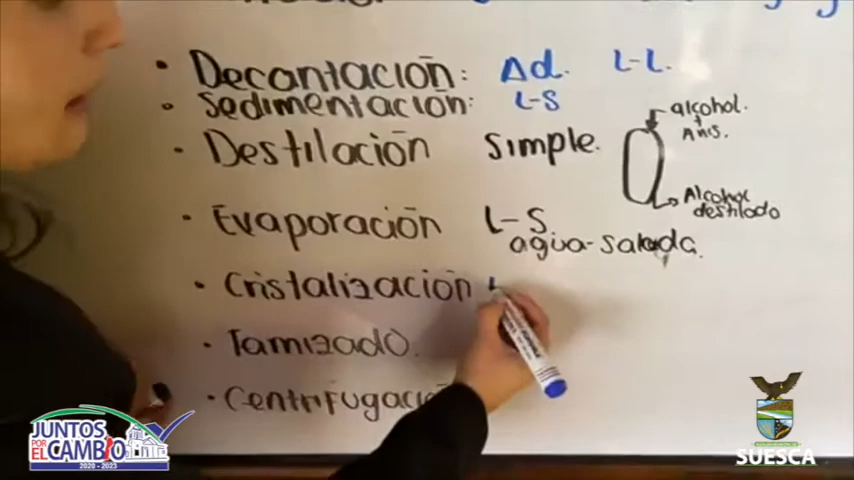 • Decantación: Ad. L-L.
• Sedimentación: L-S
• Destilación Simple.
alcohol.
+
Anís.
Alcohol
destilado
• Evaporación L-S.
agua-salada.
• Cristalización
• Tamizado.
• Centrifugació
JUNTOS
POR EL CAMBIO
2020 - 2023
SUESCA